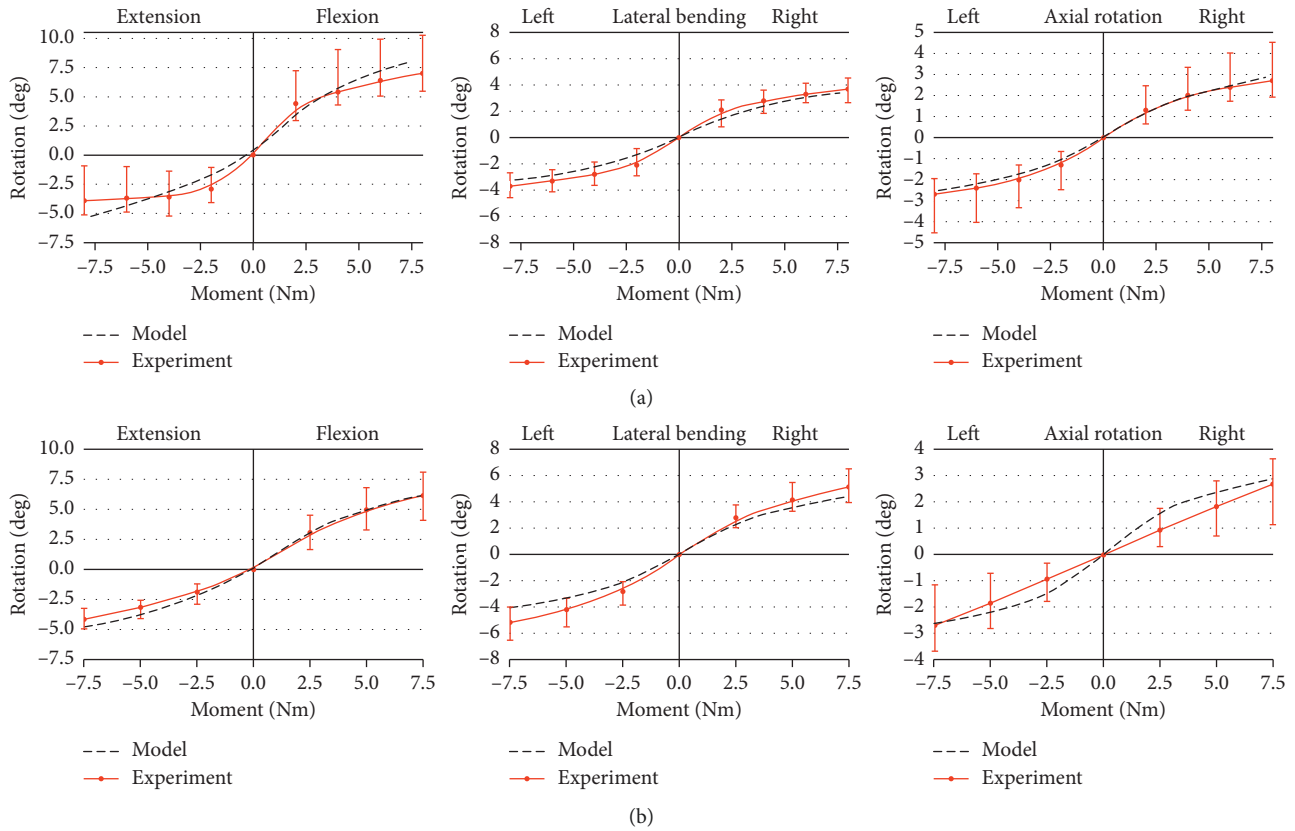 Extension Flexion
Rotation (deg)
10.0
7.5
5.0
2.5
0.0
−2.5
−5.0
−7.5
−7.5 −5.0 −2.5 0.0 2.5 5.0 7.5
Moment (Nm)
Model
Experiment
Left Lateral bending Right
Rotation (deg)
8
6
4
2
0
−2
−4
−6
−8
−7.5 −5.0 −2.5 0.0 2.5 5.0 7.5
Moment (Nm)
Model
Experiment
Left Axial rotation Right
Rotation (deg)
5
4
3
2
1
0
−1
−2
−3
−4
5
−7.5 −5.0 −2.5 0.0 2.5 5.0 7.5
Moment (Nm)
Model
Experiment
(a)
Extension Flexion
Rotation (deg)
10.0
7.5
5.0
2.5
0.0
−2.5
−5.0
−7.5
−7.5 −5.0 −2.5 0.0 2.5 5.0 7.5
Moment (Nm)
Model
Experiment
Left Lateral bending Right
Rotation (deg)
8
6
4
2
0
−2
−4
−6
−8
−7.5 −5.0 −2.5 0.0 2.5 5.0 7.5
Moment (Nm)
Model
Experiment
Left Axial rotation Right
Rotation (deg)
4
3
2
1
0
−1
−2
−3
4
−7.5 −5.0 −2.5 0.0 2.5 5.0 7.5
Moment (Nm)
Model
Experiment
(b)